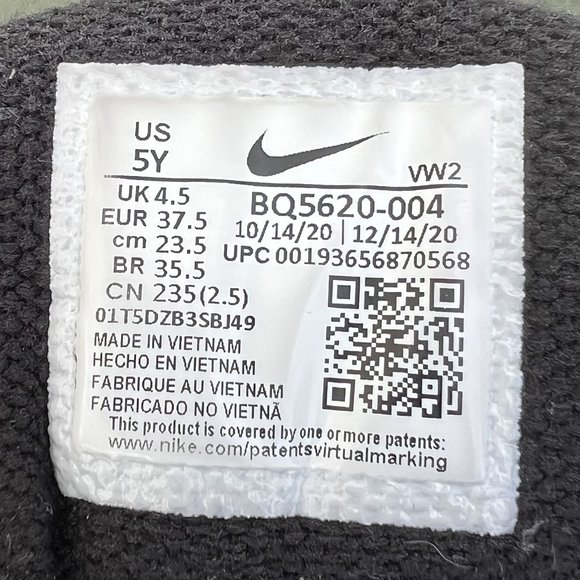 US
5Y
VW2
UK 4.5
EUR 37.5
cm 23.5
BR 35.5
CN 235(2.5)
01T5DZB3SBJ49
BQ5620-004
10/14/20 | 12/14/20
UPC 00193656870568
MADE IN VIETNAM
HECHO EN VIETNAM
FABRIQUE AU VIETNAM
FABRICADO NO VIETNÃ
This product is covered by one or more patents:
www.nike.com/patentsvirtualmarking